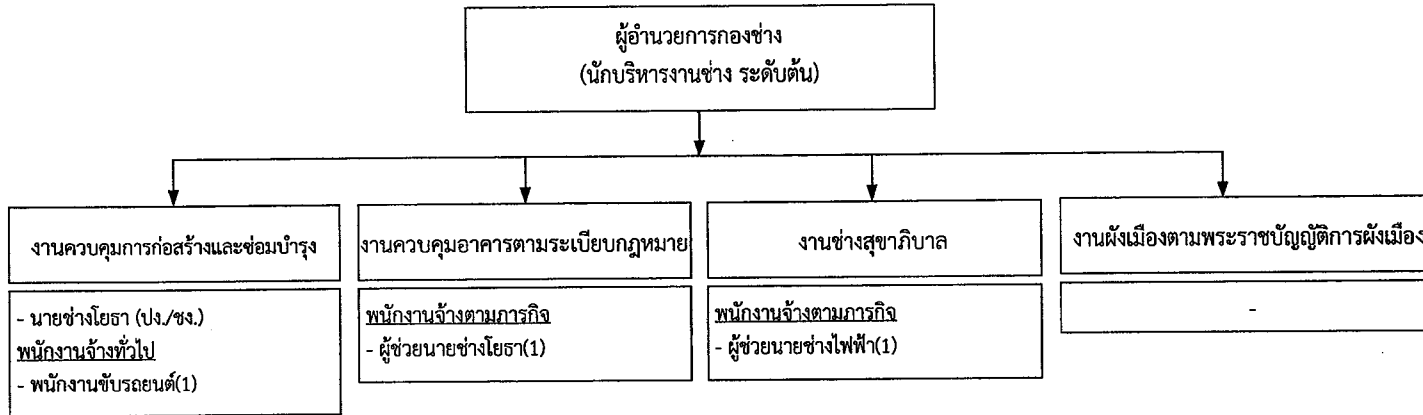 ผู้อำนวยการกองช่าง
(นักบริหารงานช่าง ระดับต้น)
งานควบคุมการก่อสร้างและซ่อมบำรุง
- นายช่างโยธา (ปง./ชง.)
พนักงานจ้างทั่วไป
- พนักงานขับรถยนต์(1)
งานควบคุมอาคารตามระเบียบกฎหมาย
พนักงานจ้างตามภารกิจ
- ผู้ช่วยนายช่างโยธา(1)
งานช่างสุขาภิบาล
พนักงานจ้างตามภารกิจ
- ผู้ช่วยนายช่างไฟฟ้า(1)
งานผังเมืองตามพระราชบัญญัติการผังเมือง
-